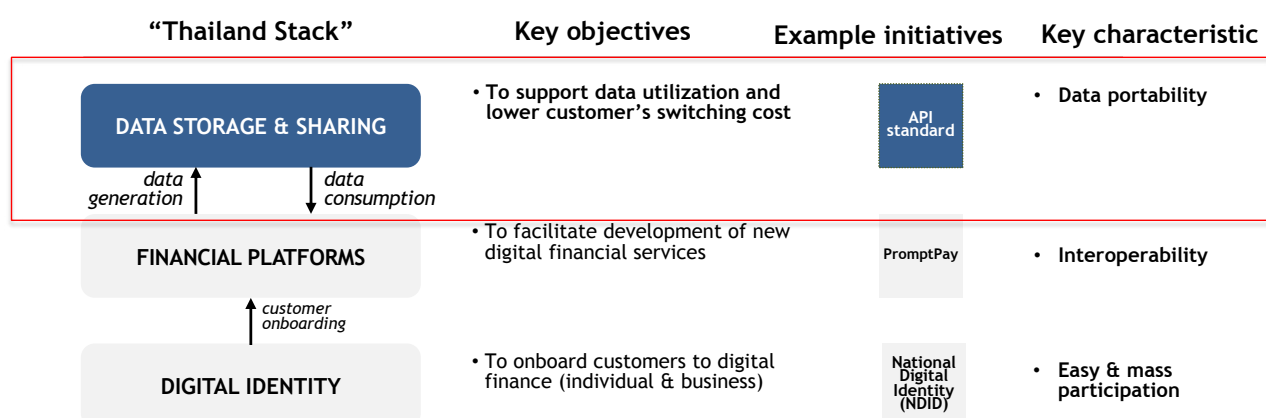 “Thailand Stack”
Key objectives
Example initiatives
Key characteristic
DATA STORAGE & SHARING
• To support data utilization and
lower customer’s switching cost
API
standard
• Data portability
data
generation
data
consumption
FINANCIAL PLATFORMS
• To facilitate development of new
digital financial services
PromptPay
• Interoperability
customer
onboarding
DIGITAL IDENTITY
• To onboard customers to digital
finance (individual & business)
National
Digital
Identity
(NDID)
• Easy & mass
participation